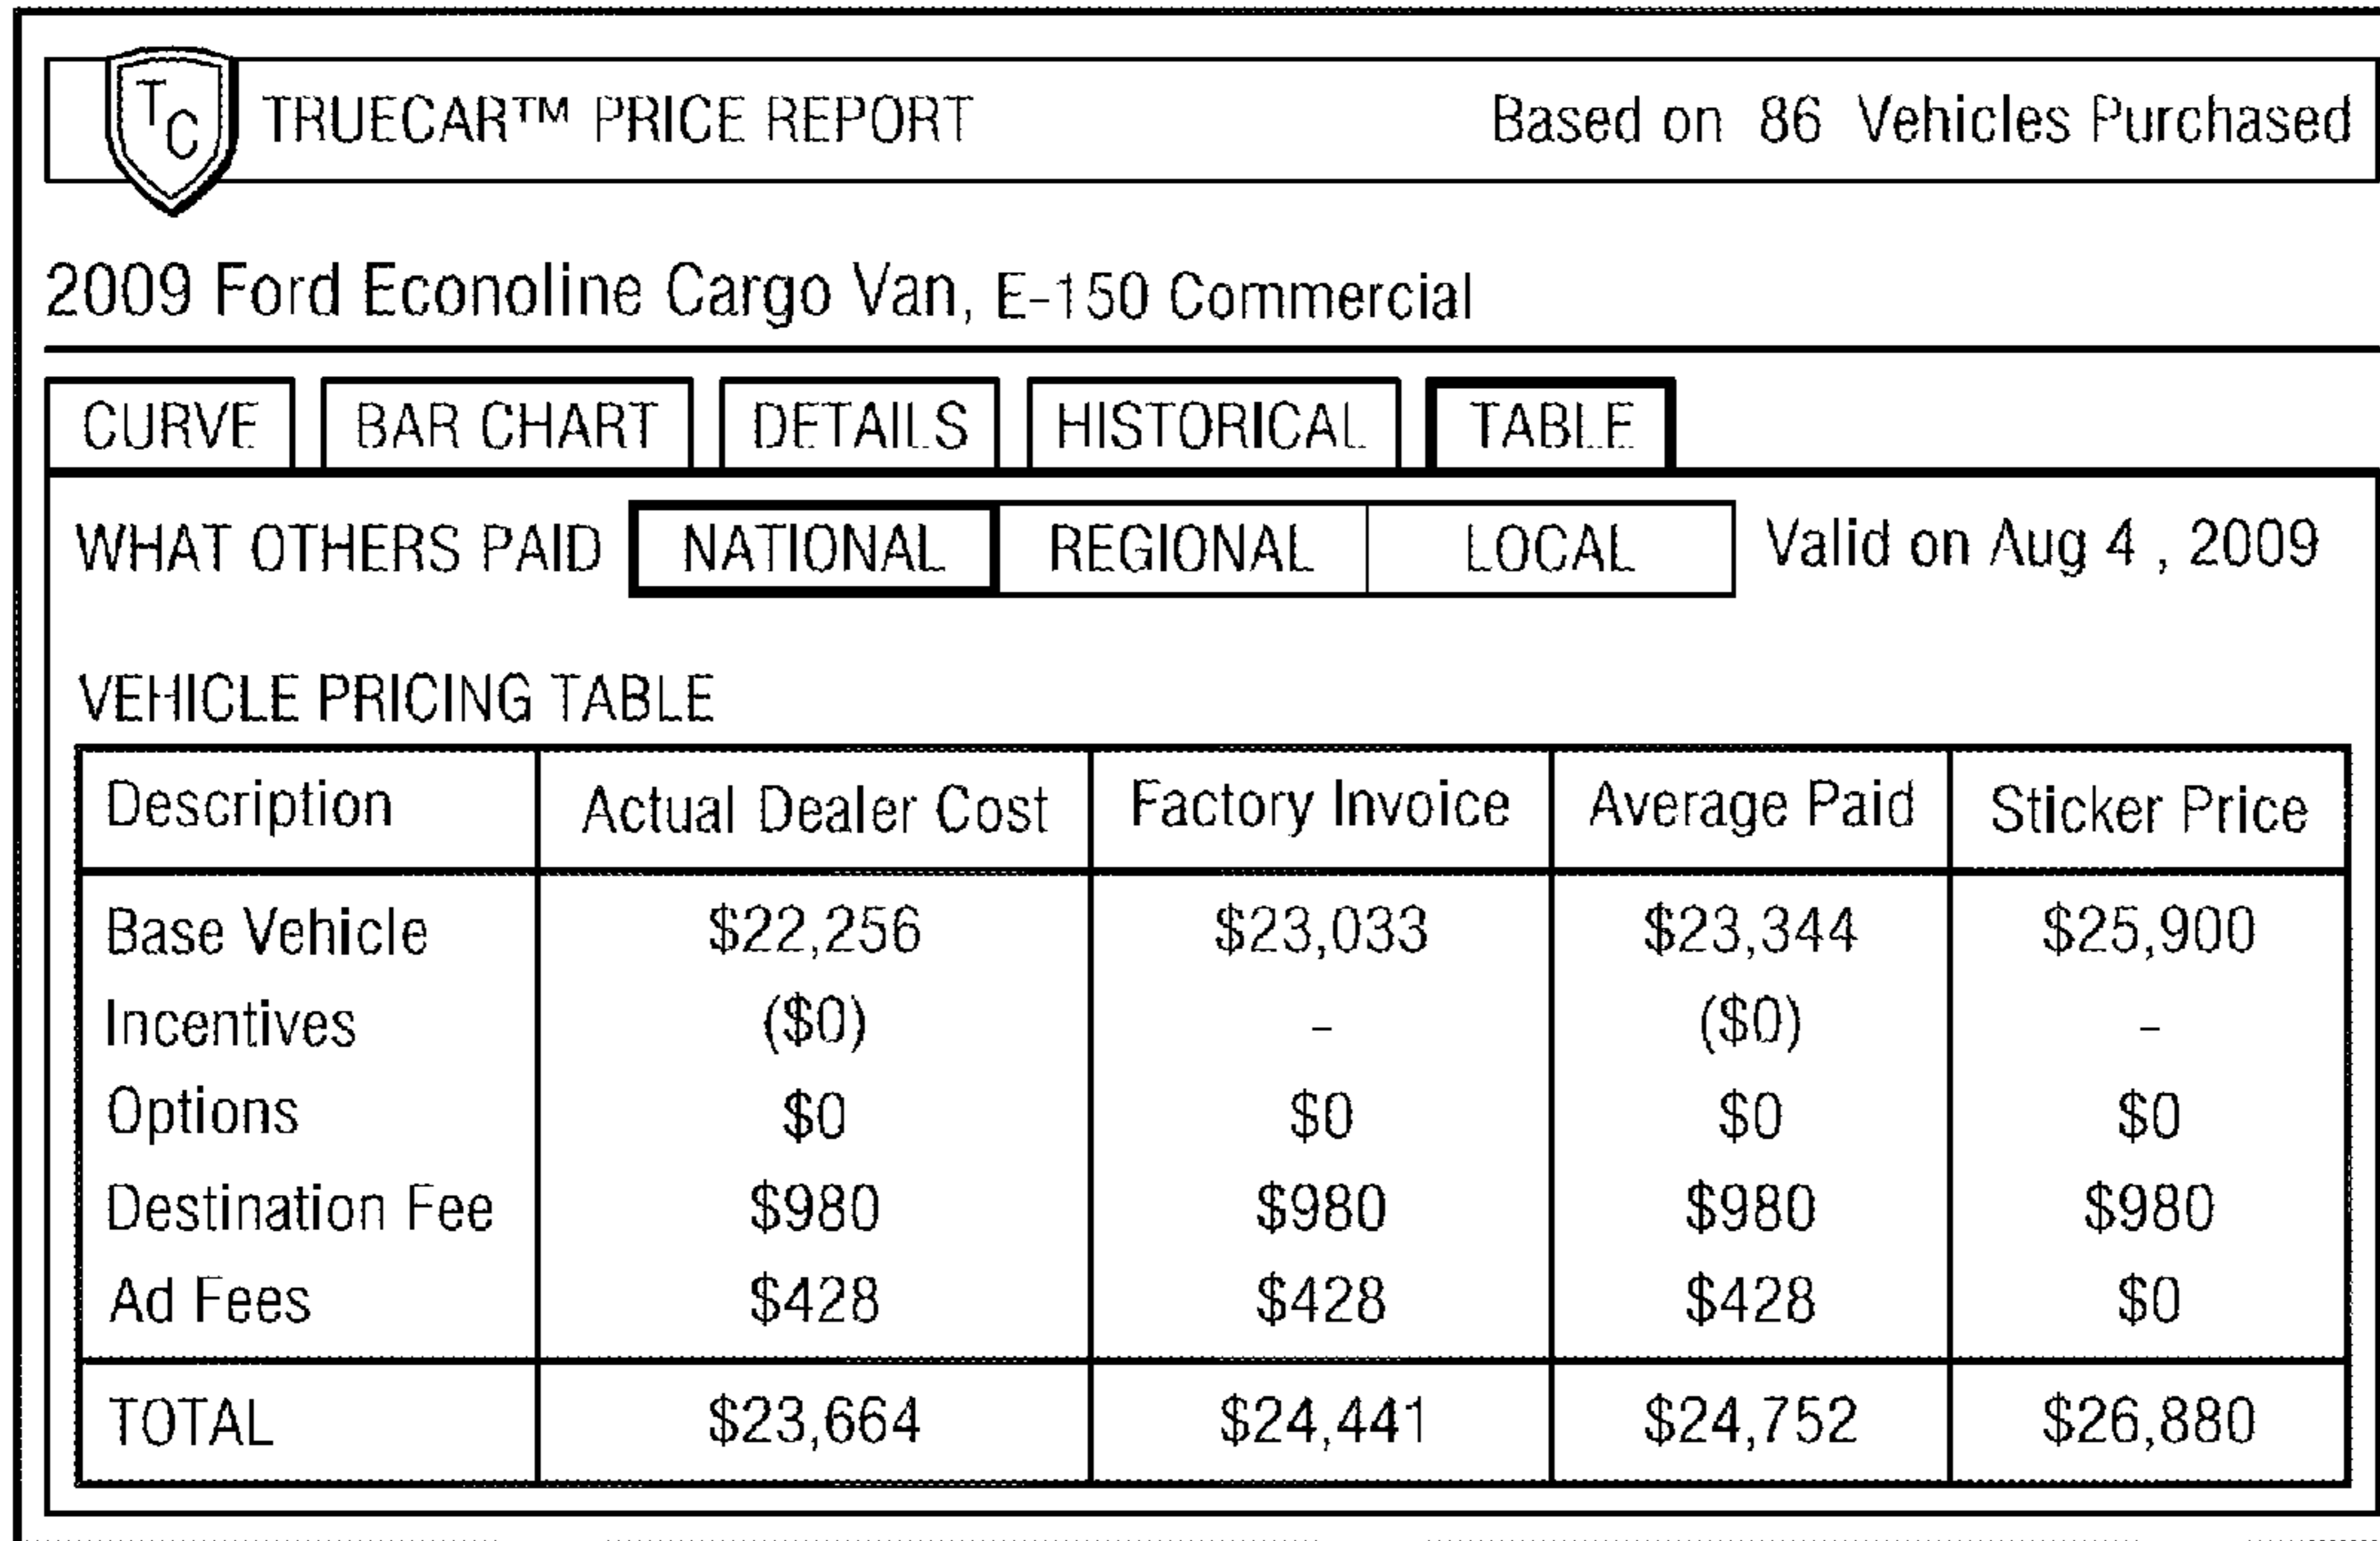 TC TRUECAR™ PRICE REPORT Based on 86 Vehicles Purchased
2009 Ford Econoline Cargo Van, E-150 Commercial
CURVE BAR CHART DETAILS HISTORICAL TABLE
WHAT OTHERS PAID NATIONAL REGIONAL LOCAL Valid on Aug 4 , 2009
VEHICLE PRICING TABLE
Description Actual Dealer Cost Factory Invoice Average Paid Sticker Price
Base Vehicle $22,256 $23,033 $23,344 $25,900
Incentives ($0) - ($0) -
Options $0 $0 $0 $0
Destination Fee $980 $980 $980 $980
Ad Fees $428 $428 $428 $0
TOTAL $23,664 $24,441 $24,752 $26,880